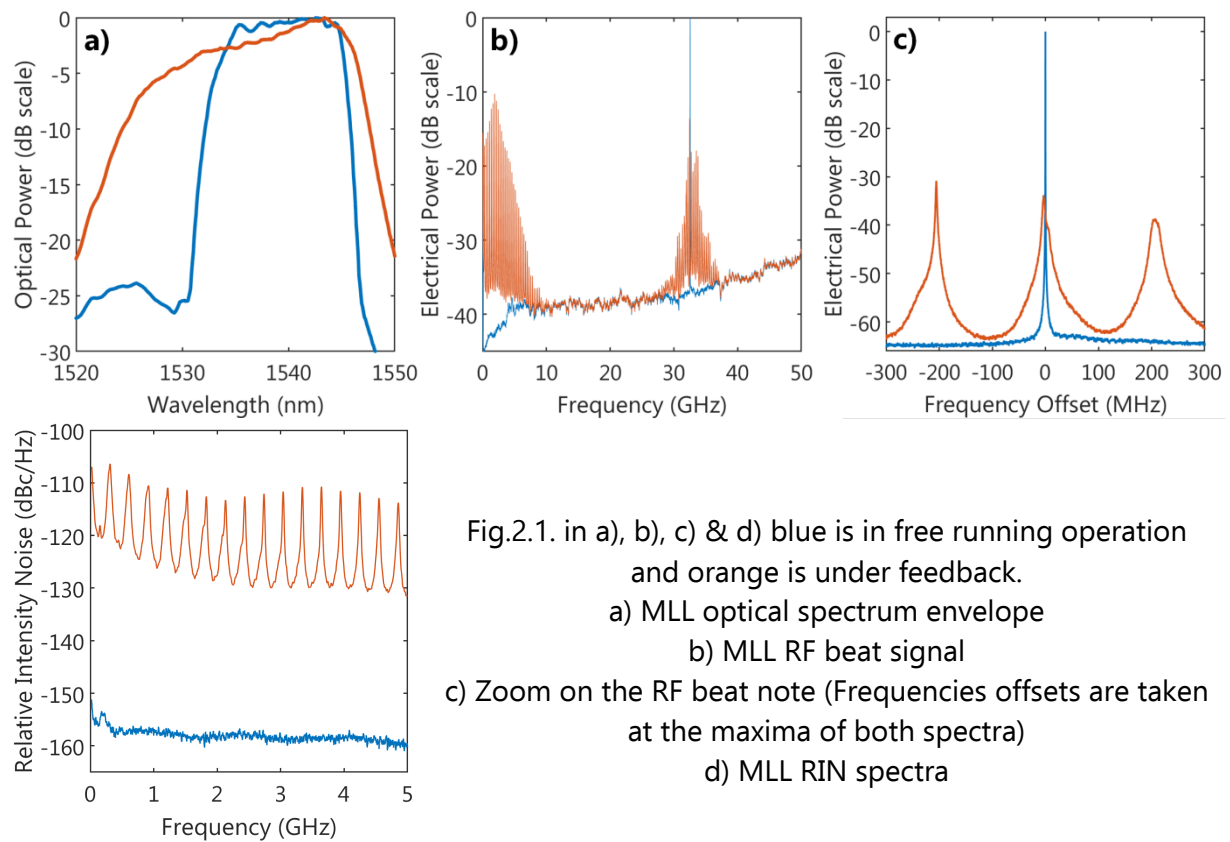 a)
0
-5
-10
-15
-20
-25
-30
Optical Power (dB scale)
1520
1530
1540
1550
Wavelength (nm)
b)
0
-10
-20
-30
-40
Electrical Power (dB scale)
0
10
20
30
40
50
Frequency (GHz)
c)
0
-10
-20
-30
-40
-50
-60
Electrical Power (dB scale)
-300
-200
-100
0
100
200
300
Frequency Offset (MHz)
-100
-110
-120
-130
-140
-150
-160
Relative Intensity Noise (dBc/Hz)
0
1
2
3
4
5
Frequency (GHz)
Fig.2.1. in a), b), c) & d) blue is in free running operation
and orange is under feedback.
a) MLL optical spectrum envelope
b) MLL RF beat signal
c) Zoom on the RF beat note (Frequencies offsets are taken
at the maxima of both spectra)
d) MLL RIN spectra